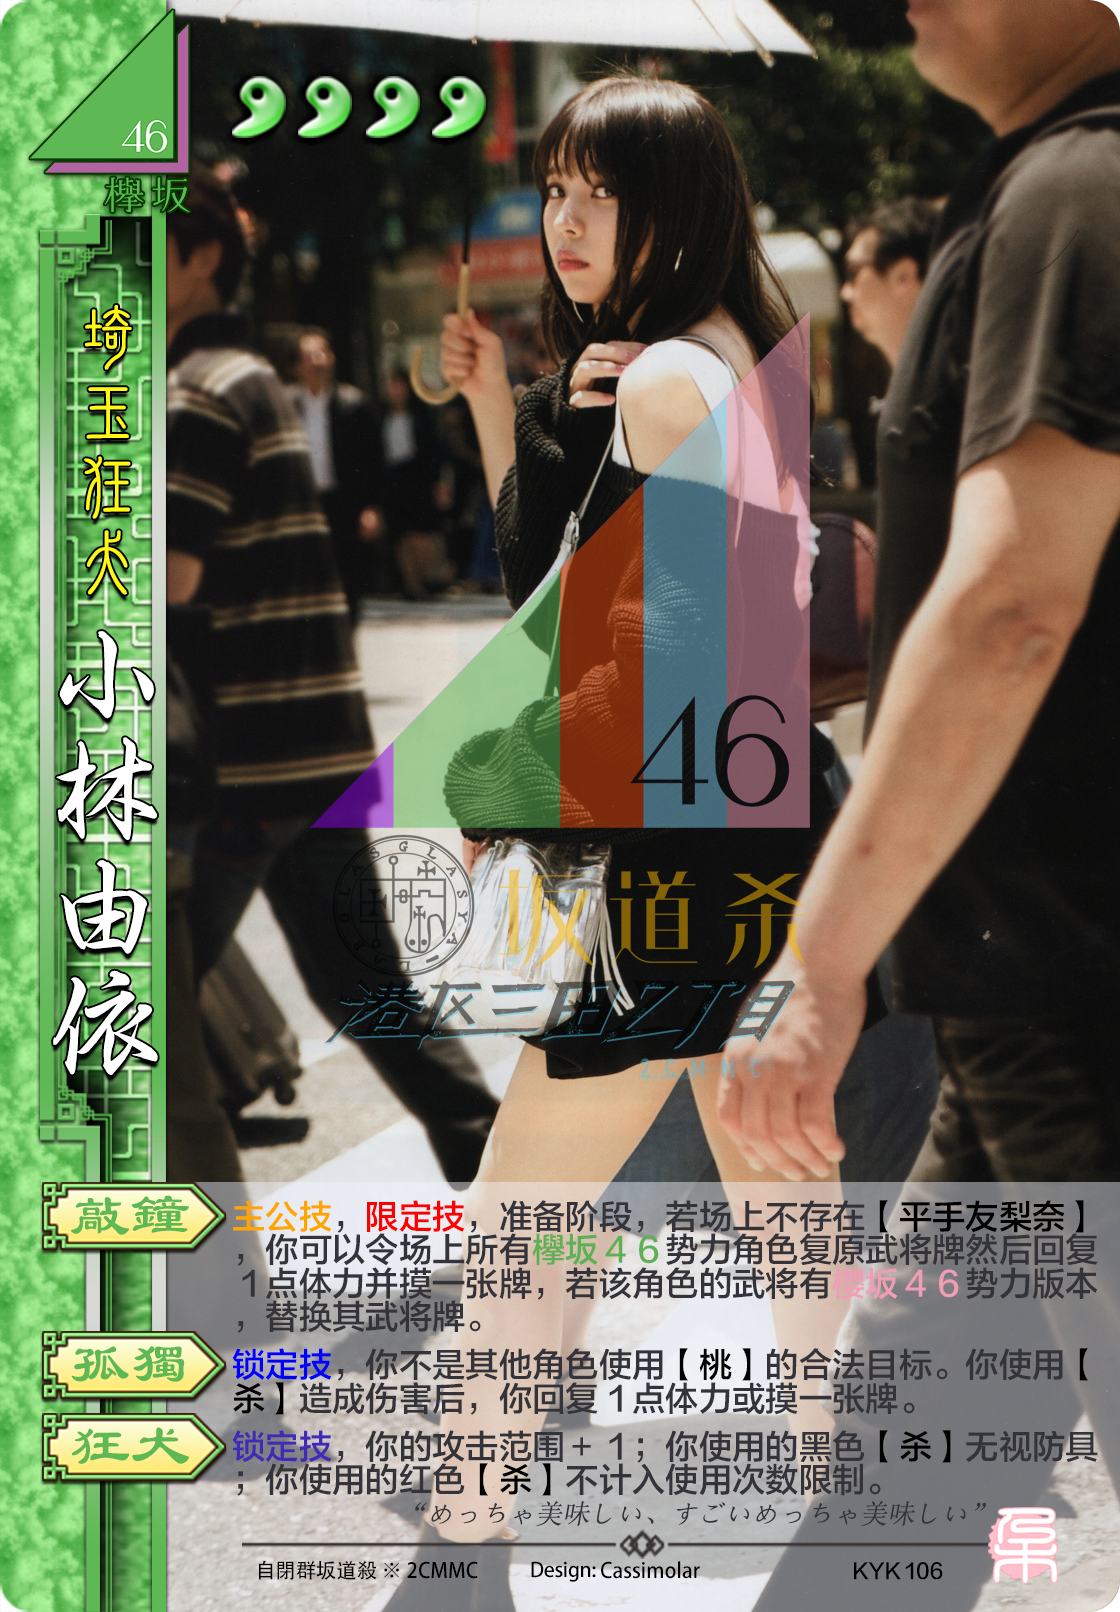 46
欅坂
埼玉狂犬
小林由依
46
GLASYALABOLAS
坂道杀
港区三田2丁目
2.C.M.M.C
敲鐘
主公技，限定技，准备阶段，若场上不存在【平手友梨奈】
，你可以令场上所有欅坂４６势力角色复原武将牌然后回复
１点体力并摸一张牌，若该角色的武将有櫻坂４６势力版本
，替换其武将牌。
孤獨
锁定技，你不是其他角色使用【桃】的合法目标。你使用【
杀】造成伤害后，你回复１点体力或摸一张牌。
狂犬
锁定技，你的攻击范围＋１；你使用的黑色【杀】无视防具
；你使用的红色【杀】不计入使用次数限制。
“めっちゃ美味しい、すごいめっちゃ美味しい”
自閉群坂道殺 ※ 2CMMC Design: Cassimolar KYK 106